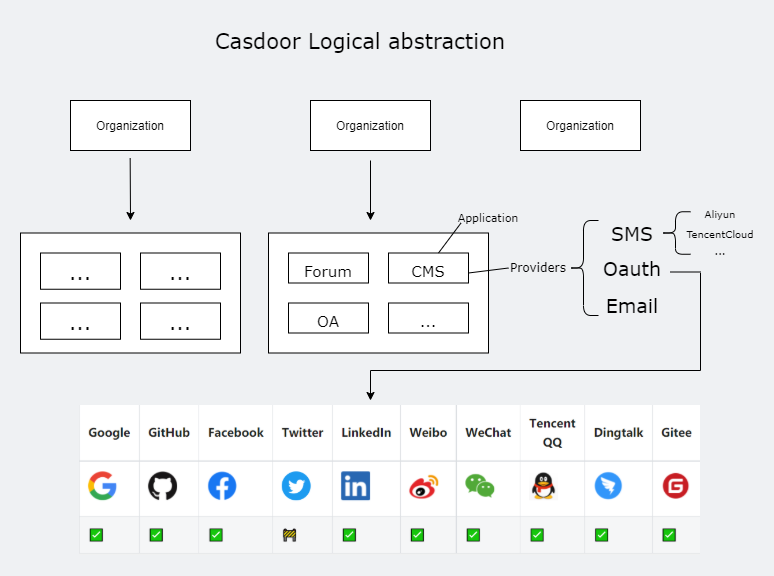 Casdoor Logical abstraction
Organization
Organization
Organization
Application
Aliyun
TencentCloud
...
SMS
Providers
Oauth
Email
... ...
... ...
Forum CMS
OA ...
Google GitHub Facebook Twitter LinkedIn Weibo WeChat Tencent QQ Dingtalk Gitee